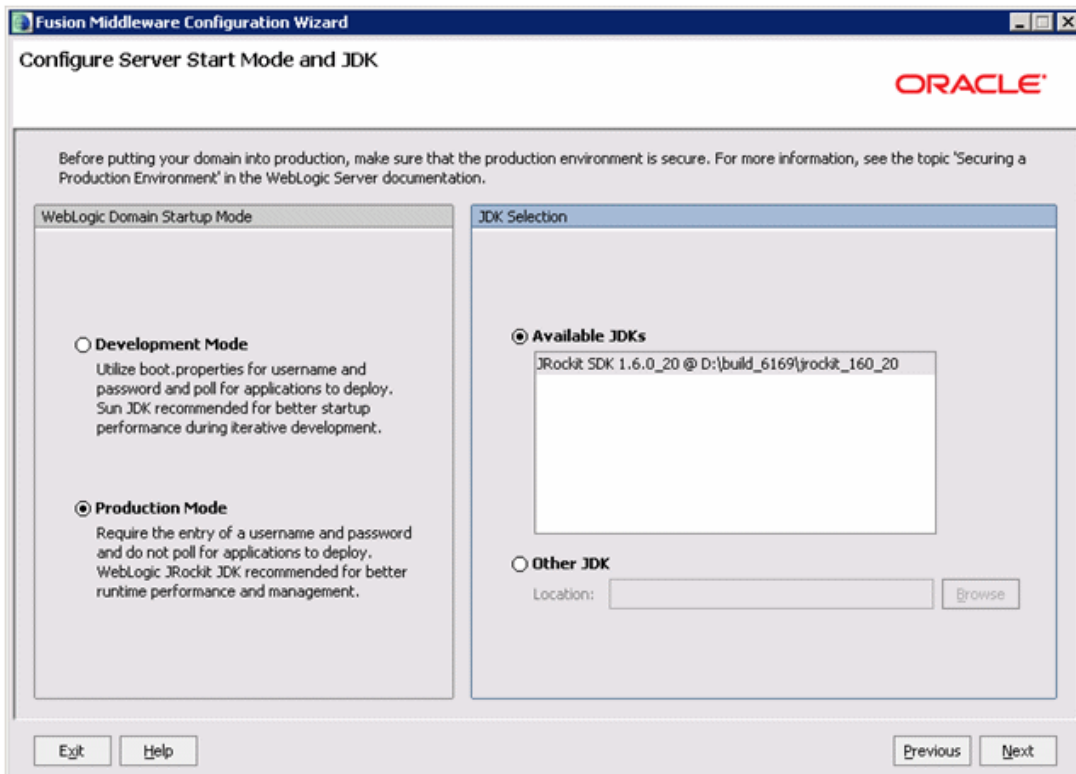 Fusion Middleware Configuration Wizard
Configure Server Start Mode and JDK
ORACLE
Before putting your domain into production, make sure that the production environment is secure. For more information, see the topic 'Securing a
Production Environment' in the WebLogic Server documentation.
WebLogic Domain Startup Mode
Development Mode
Utilize boot.properties for username and
password and poll for applications to deploy.
Sun JDK recommended for better startup
performance during iterative development.
Production Mode
Require the entry of a username and password
and do not poll for applications to deploy.
WebLogic JRockit JDK recommended for better
runtime performance and management.
JDK Selection
Available JDKs
JRockit SDK 1.6.0_20 @ D:\build_6169\jrockit_160_20
Other JDK
Location:
Browse
Exit
Help
Previous
Next